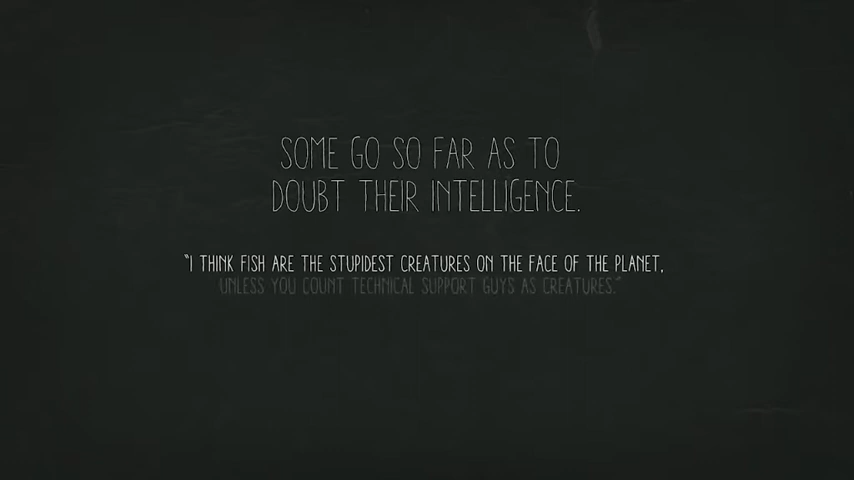 SOME GO SO FAR AS TO
DOUBT THEIR INTELLIGENCE.
"I THINK FISH ARE THE STUPIDEST CREATURES ON THE FACE OF THE PLANET,
UNLESS YOU COUNT TECHNICAL SUPPORT GUYS AS CREATURES."